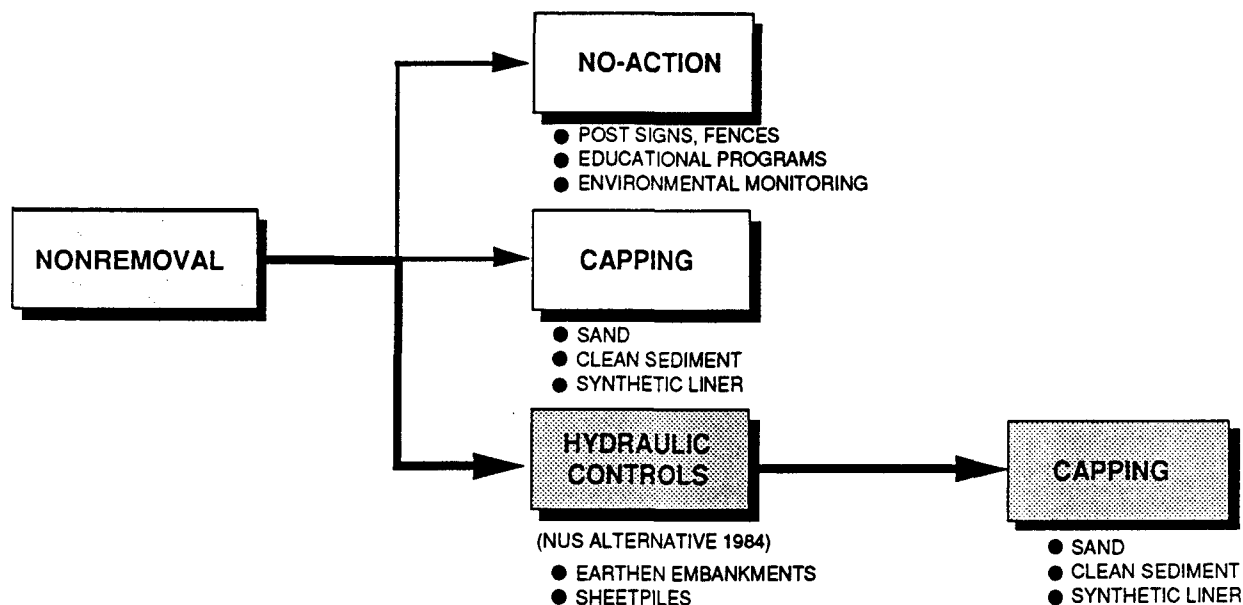 NO-ACTION
● POST SIGNS, FENCES
● EDUCATIONAL PROGRAMS
● ENVIRONMENTAL MONITORING
NONREMOVAL
CAPPING
● SAND
● CLEAN SEDIMENT
● SYNTHETIC LINER
HYDRAULIC
CONTROLS
(NUS ALTERNATIVE 1984)
● EARTHEN EMBANKMENTS
● SHEETPILES
CAPPING
● SAND
● CLEAN SEDIMENT
● SYNTHETIC LINER